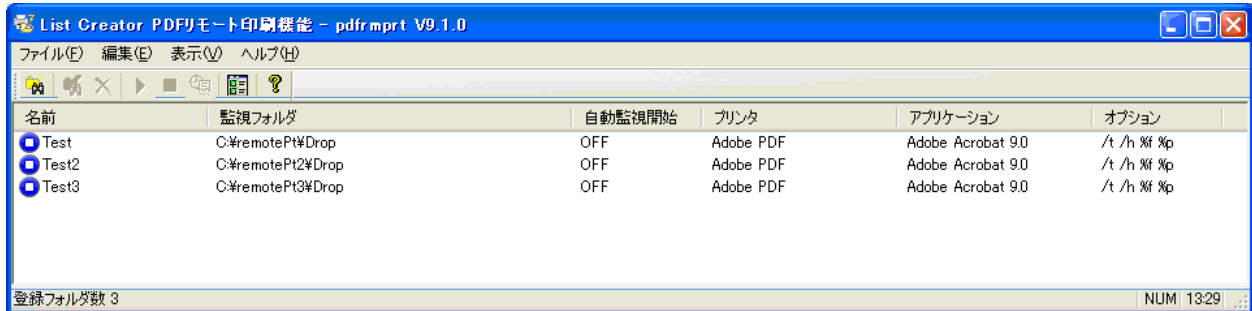 List Creator PDFリモート印刷機能 - pdfrmprt V9.1.0
ファイル(F) 編集(E) 表示(V) ヘルプ(H)
名前 監視フォルダ 自動監視開始 プリンタ アプリケーション オプション
Test C:¥remotePt¥Drop OFF Adobe PDF Adobe Acrobat 9.0 /t /h %f %p
Test2 C:¥remotePt2¥Drop OFF Adobe PDF Adobe Acrobat 9.0 /t /h %f %p
Test3 C:¥remotePt3¥Drop OFF Adobe PDF Adobe Acrobat 9.0 /t /h %f %p
登録フォルダ数 3 NUM 13:29